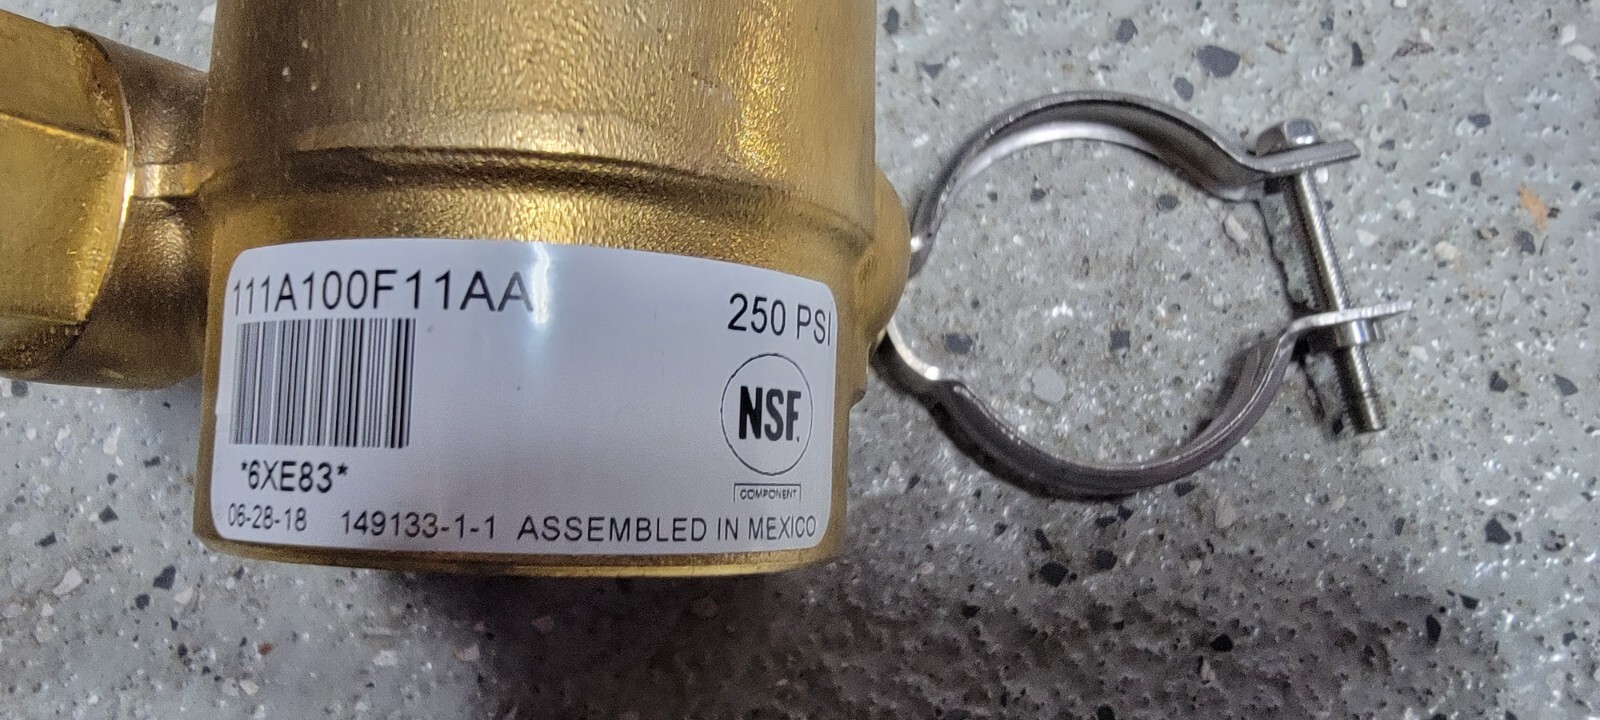 111A100F11AA
250 PSI
NSF.
*6XE83*
COMPONENT
06-28-18 149133-1-1 ASSEMBLED IN MEXICO